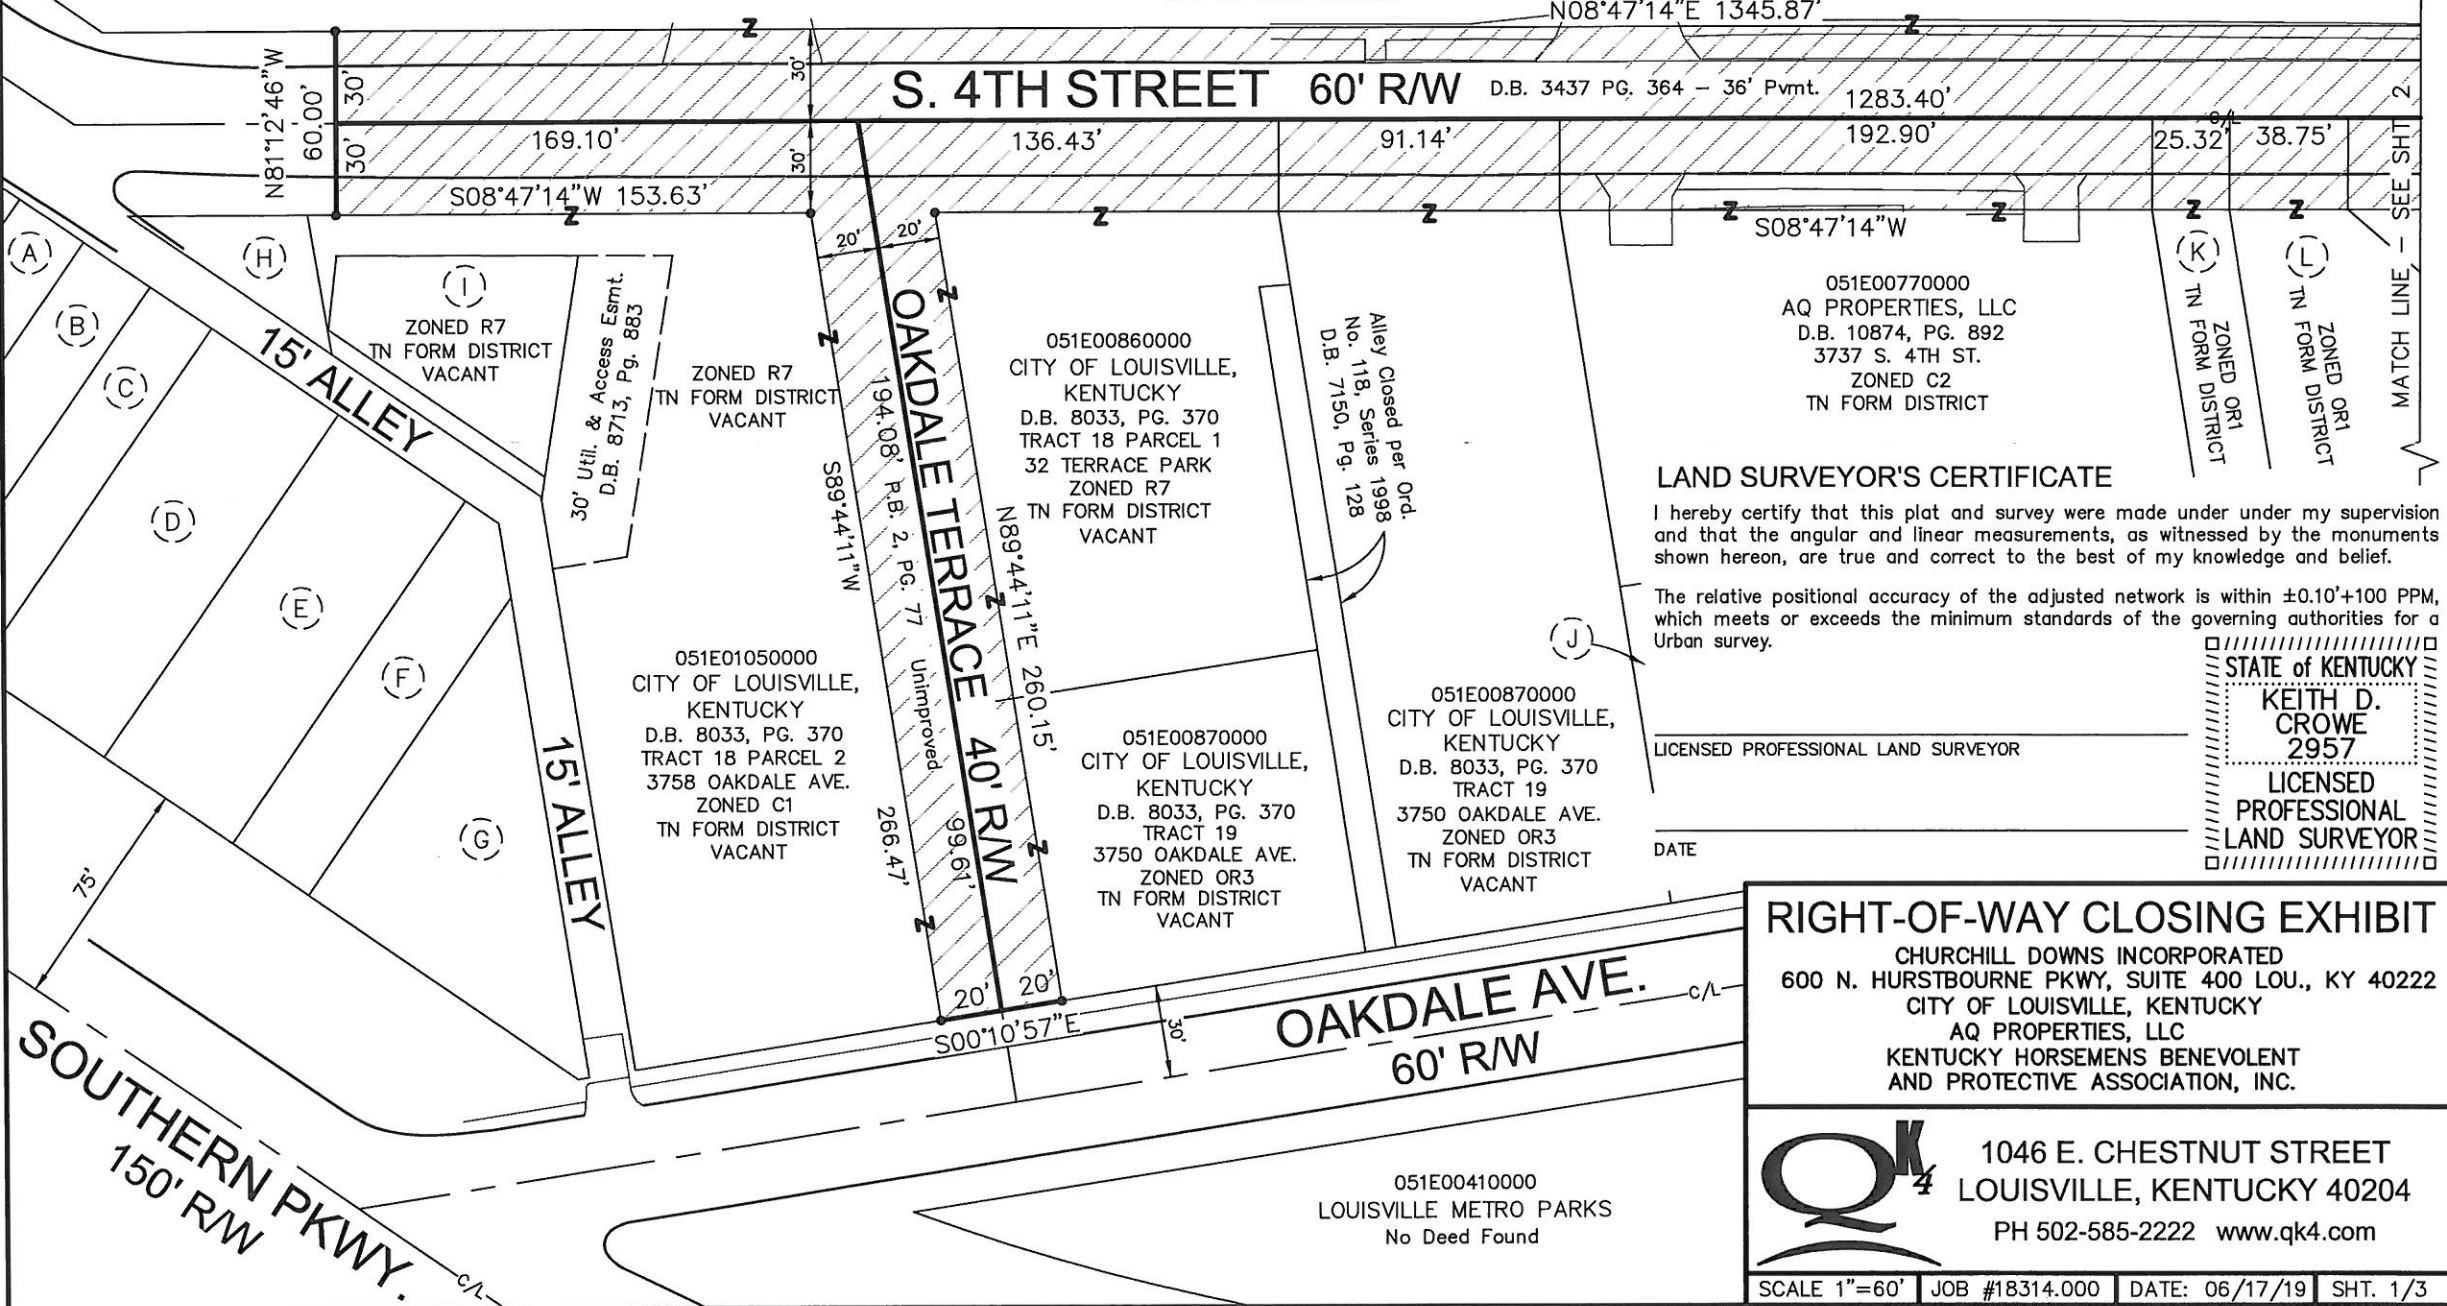 N08°47'14"E 1345.87'
Z
Z
N81°12'46"W
60.00'
30'
30'
30'
30'
S. 4TH STREET 60' R/W D.B. 3437 PG. 364 – 36' Pvmt.
1283.40'
169.10'
136.43'
91.14'
192.90'
C/L
25.32'
38.75'
S08°47'14"W 153.63'
Z
Z
Z
Z
Z
Z
Z
S08°47'14"W
MATCH LINE – SEE SHT 2
A
B
C
D
E
F
G
H
I
ZONED R7
TN FORM DISTRICT
VACANT
15' ALLEY
15' ALLEY
30' Util. & Access Esmt.
D.B. 8713, Pg. 883
ZONED R7
TN FORM DISTRICT
VACANT
20'
20'
Z
Z
Z
Z
Z
OAKDALE TERRACE 40' R/W
194.08' P.B. 2, PG. 77 Unimproved
99.61'
S89°44'11"W
266.47'
N89°44'11"E 260.15'
20'
20'
S00°10'57"E
051E00860000
CITY OF LOUISVILLE,
KENTUCKY
D.B. 8033, PG. 370
TRACT 18 PARCEL 1
32 TERRACE PARK
ZONED R7
TN FORM DISTRICT
VACANT
Alley Closed per Ord.
No. 118, Series 1998
D.B. 7150, Pg. 128
051E00770000
AQ PROPERTIES, LLC
D.B. 10874, PG. 892
3737 S. 4TH ST.
ZONED C2
TN FORM DISTRICT
K
ZONED OR1
TN FORM DISTRICT
L
ZONED OR1
TN FORM DISTRICT
051E01050000
CITY OF LOUISVILLE,
KENTUCKY
D.B. 8033, PG. 370
TRACT 18 PARCEL 2
3758 OAKDALE AVE.
ZONED C1
TN FORM DISTRICT
VACANT
051E00870000
CITY OF LOUISVILLE,
KENTUCKY
D.B. 8033, PG. 370
TRACT 19
3750 OAKDALE AVE.
ZONED OR3
TN FORM DISTRICT
VACANT
J
051E00870000
CITY OF LOUISVILLE,
KENTUCKY
D.B. 8033, PG. 370
TRACT 19
3750 OAKDALE AVE.
ZONED OR3
TN FORM DISTRICT
VACANT
LAND SURVEYOR'S CERTIFICATE
I hereby certify that this plat and survey were made under under my supervision
and that the angular and linear measurements, as witnessed by the monuments
shown hereon, are true and correct to the best of my knowledge and belief.
The relative positional accuracy of the adjusted network is within ±0.10'+100 PPM,
which meets or exceeds the minimum standards of the governing authorities for a
Urban survey.
LICENSED PROFESSIONAL LAND SURVEYOR
DATE
STATE of KENTUCKY
KEITH D.
CROWE
2957
LICENSED
PROFESSIONAL
LAND SURVEYOR
75'
SOUTHERN PKWY.
150' R/W
C/L
30'
OAKDALE AVE.
60' R/W
C/L
051E00410000
LOUISVILLE METRO PARKS
No Deed Found
RIGHT-OF-WAY CLOSING EXHIBIT
CHURCHILL DOWNS INCORPORATED
600 N. HURSTBOURNE PKWY, SUITE 400 LOU., KY 40222
CITY OF LOUISVILLE, KENTUCKY
AQ PROPERTIES, LLC
KENTUCKY HORSEMENS BENEVOLENT
AND PROTECTIVE ASSOCIATION, INC.
QK4
1046 E. CHESTNUT STREET
LOUISVILLE, KENTUCKY 40204
PH 502-585-2222 www.qk4.com
SCALE 1"=60' JOB #18314.000 DATE: 06/17/19 SHT. 1/3